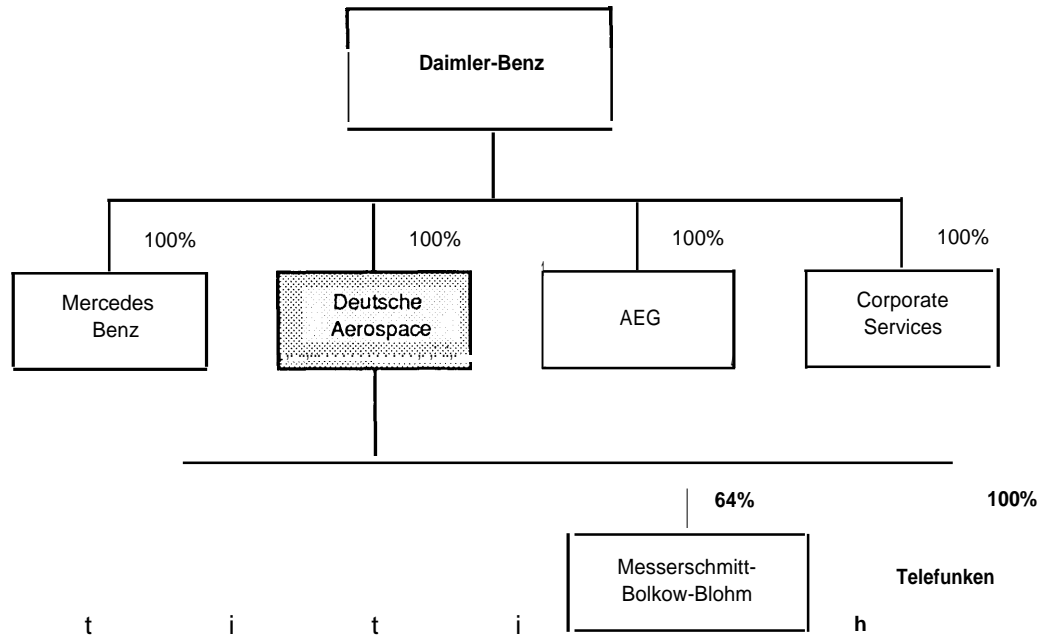 Daimler-Benz
100%
100%
100%
100%
Mercedes
Benz
Deutsche
Aerospace
AEG
Corporate
Services
64%
100%
Messerschmitt-
Bolkow-Blohm
Telefunken
t i t i h